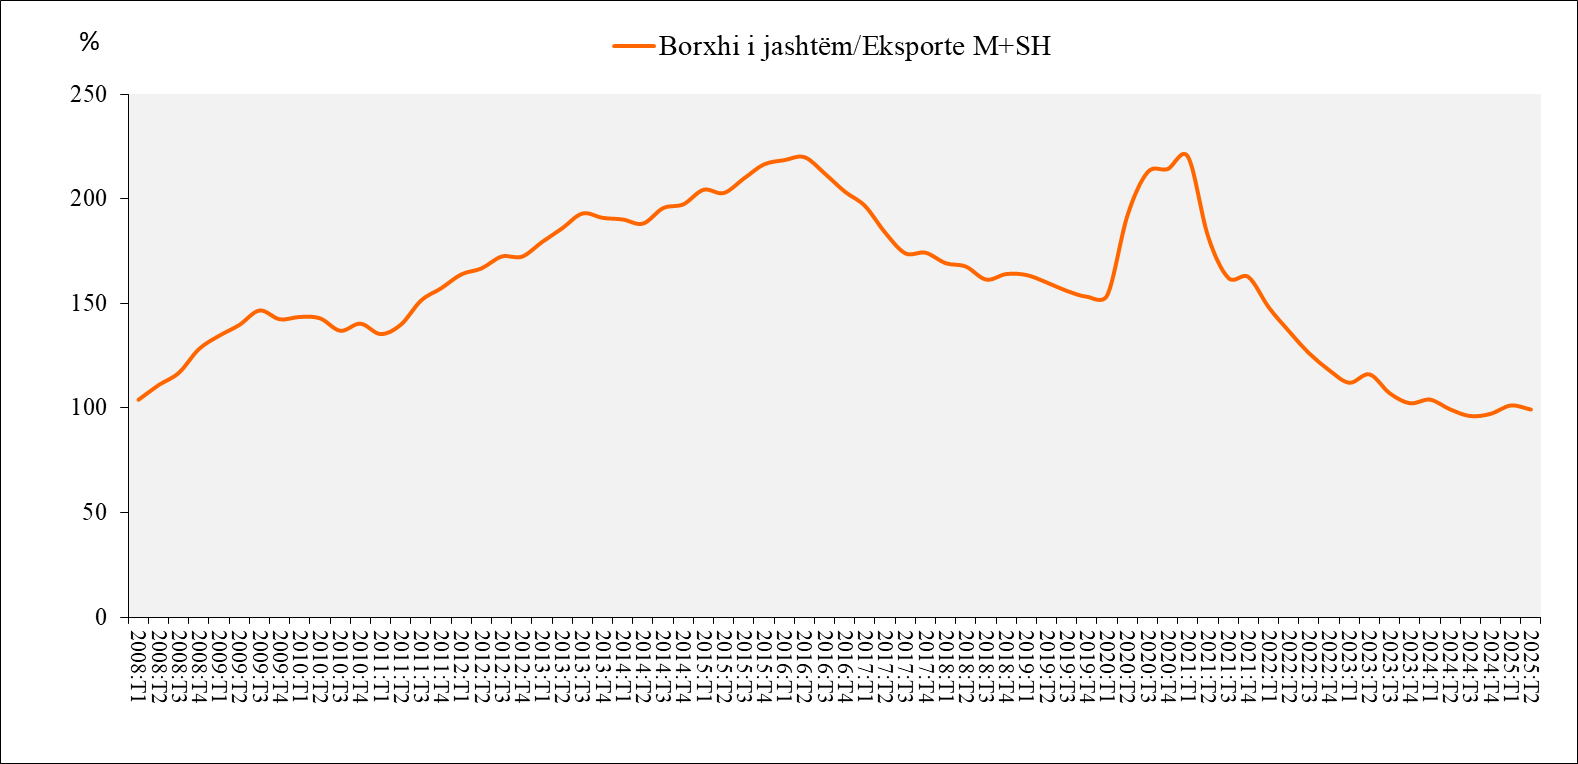 %
Borxhi i jashtëm/Eksporte M+SH
250
200
150
100
50
0
2008:T1
2008:T2
2008:T3
2008:T4
2009:T1
2009:T2
2009:T3
2009:T4
2010:T1
2010:T2
2010:T3
2010:T4
2011:T1
2011:T2
2011:T3
2011:T4
2012:T1
2012:T2
2012:T3
2012:T4
2013:T1
2013:T2
2013:T3
2013:T4
2014:T1
2014:T2
2014:T3
2014:T4
2015:T1
2015:T2
2015:T3
2015:T4
2016:T1
2016:T2
2016:T3
2016:T4
2017:T1
2017:T2
2017:T3
2017:T4
2018:T1
2018:T2
2018:T3
2018:T4
2019:T1
2019:T2
2019:T3
2019:T4
2020:T1
2020:T2
2020:T3
2020:T4
2021:T1
2021:T2
2021:T3
2021:T4
2022:T1
2022:T2
2022:T3
2022:T4
2023:T1
2023:T2
2023:T3
2023:T4
2024:T1
2024:T2
2024:T3
2024:T4
2025:T1
2025:T2